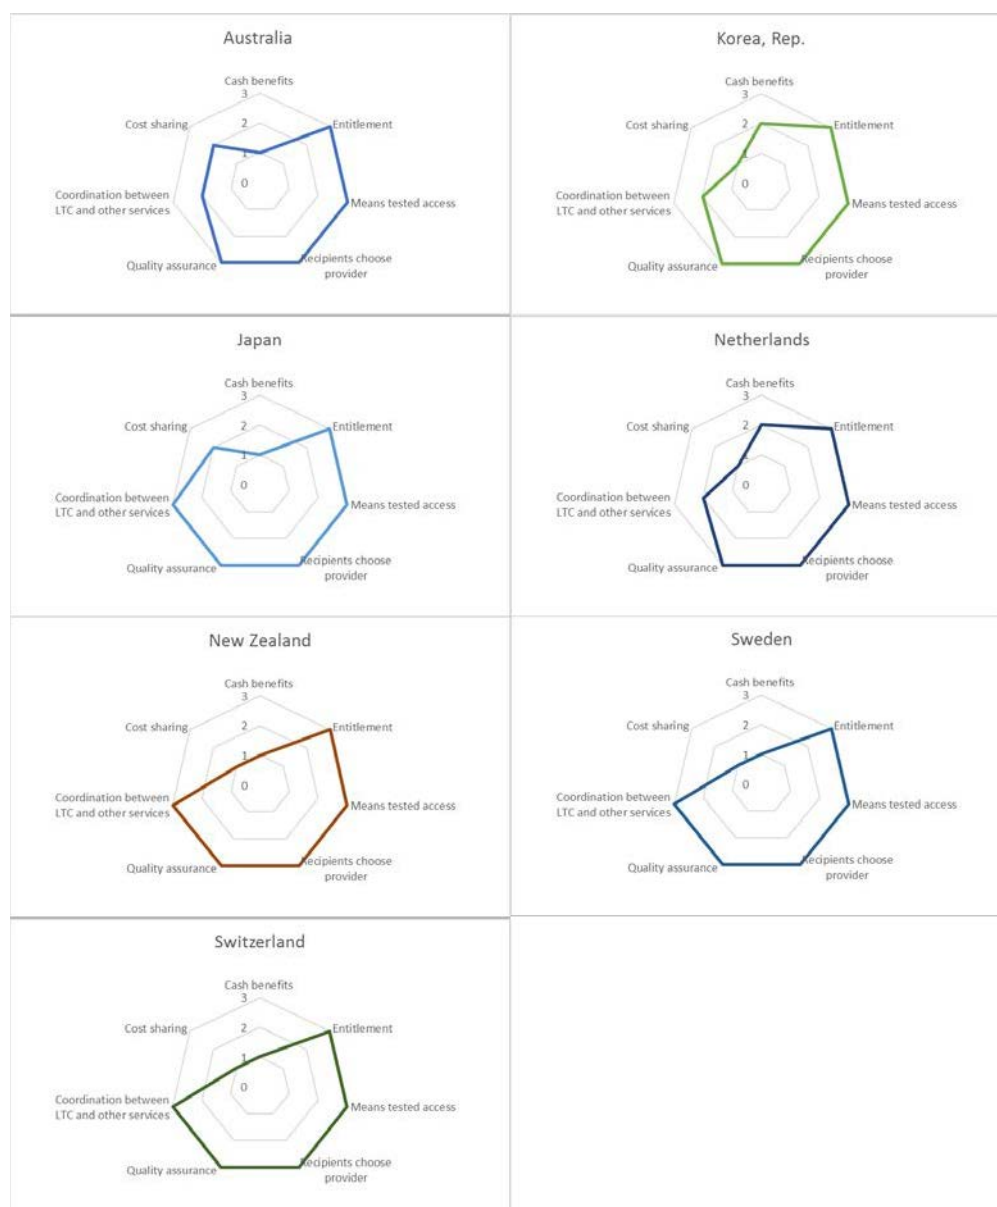 Australia
Cash benefits
3
2
1
0
Entitlement
Means tested access
Recipients choose
provider
Quality assurance
Coordination between
LTC and other services
Cost sharing
Korea, Rep.
Cash benefits
3
2
1
0
Entitlement
Means tested access
Recipients choose
provider
Quality assurance
Coordination between
LTC and other services
Cost sharing
Japan
Cash benefits
3
2
1
0
Entitlement
Means tested access
Recipients choose
provider
Quality assurance
Coordination between
LTC and other services
Cost sharing
Netherlands
Cash benefits
3
2
1
0
Entitlement
Means tested access
Recipients choose
provider
Quality assurance
Coordination between
LTC and other services
Cost sharing
New Zealand
Cash benefits
3
2
1
0
Entitlement
Means tested access
Recipients choose
provider
Quality assurance
Coordination between
LTC and other services
Cost sharing
Sweden
Cash benefits
3
2
1
0
Entitlement
Means tested access
Recipients choose
provider
Quality assurance
Coordination between
LTC and other services
Cost sharing
Switzerland
Cash benefits
3
2
1
0
Entitlement
Means tested access
Recipients choose
provider
Quality assurance
Coordination between
LTC and other services
Cost sharing